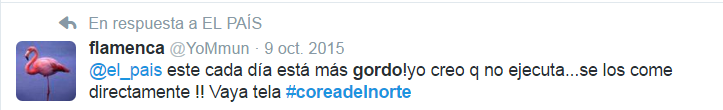 En respuesta a EL PAÍS
flamenca @YoMmun · 9 oct. 2015
@el_pais este cada día está más gordo!yo creo q no ejecuta...se los come
directamente !! Vaya tela #coreadelnorte